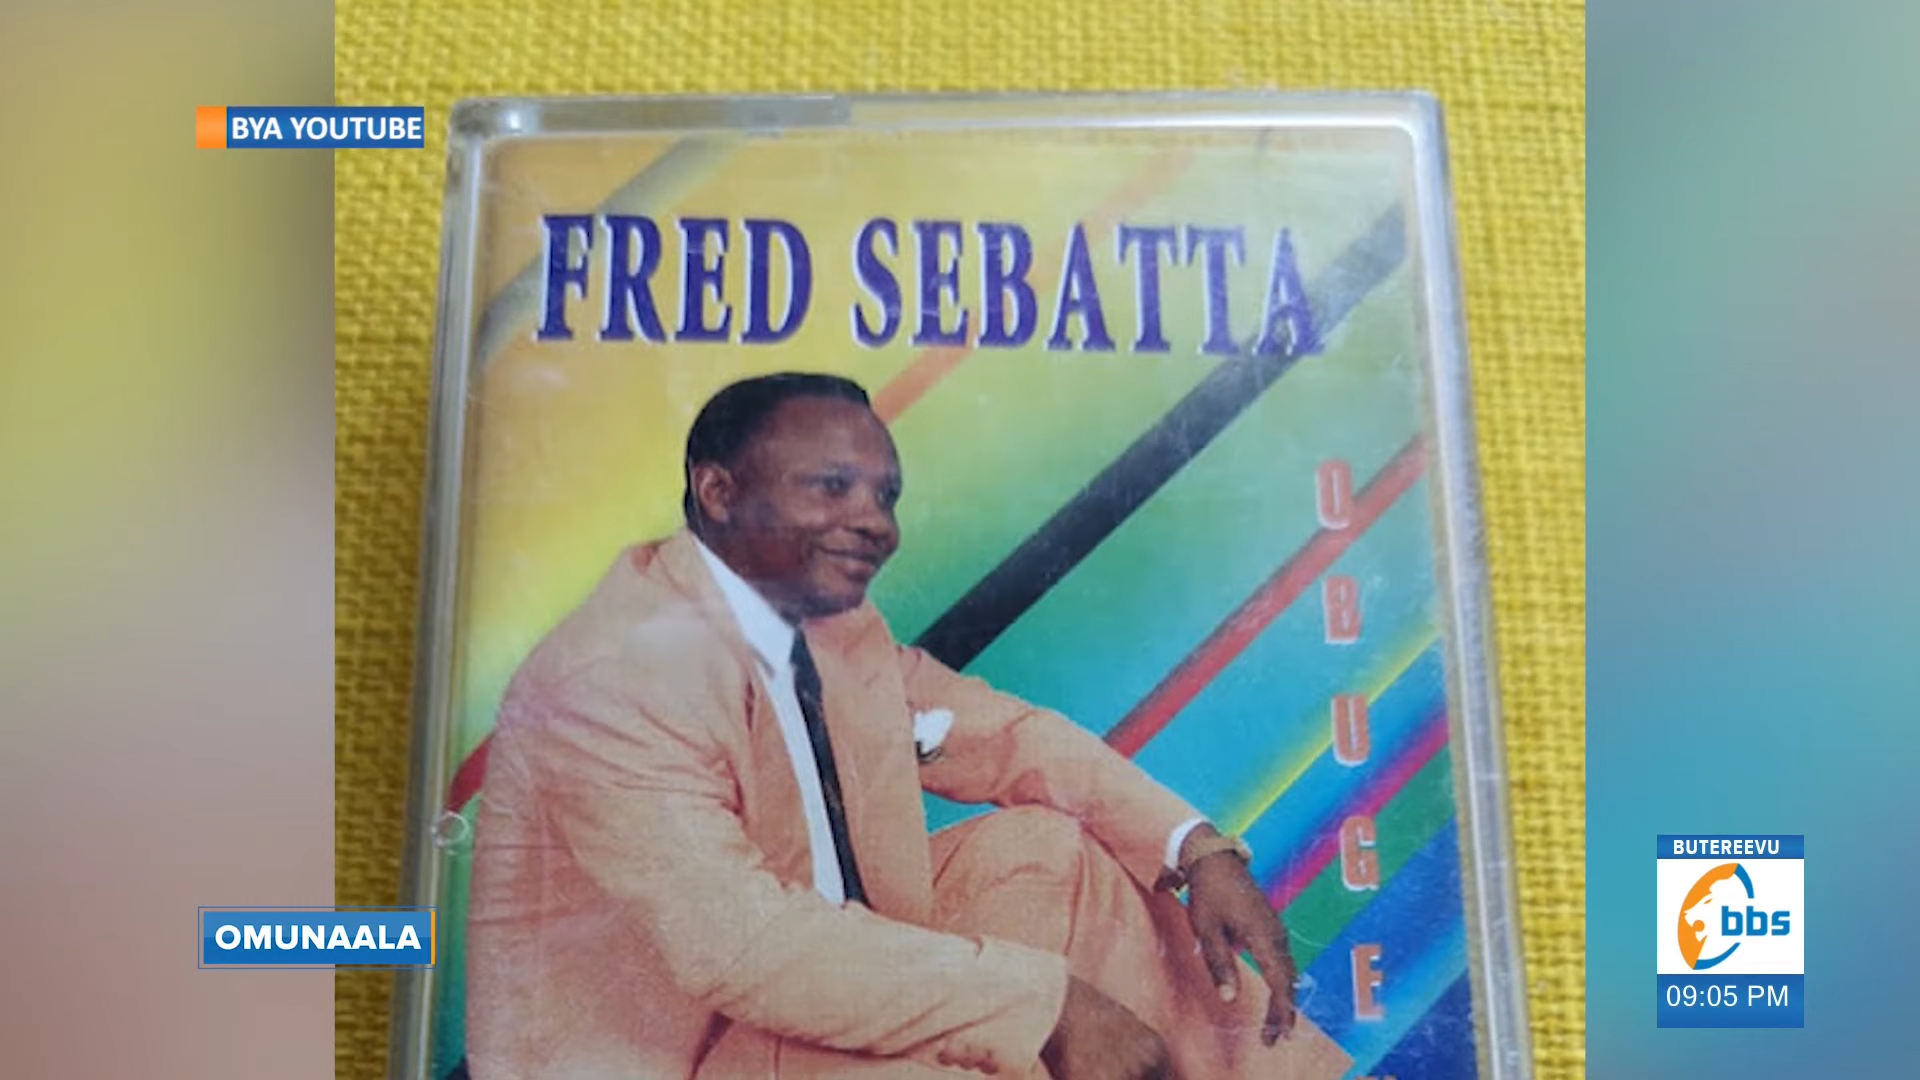 BYA YOUTUBE
FRED SEBATTA
OBUGE
OMUNAALA
BUTEREEVU
bbs
09:05 PM